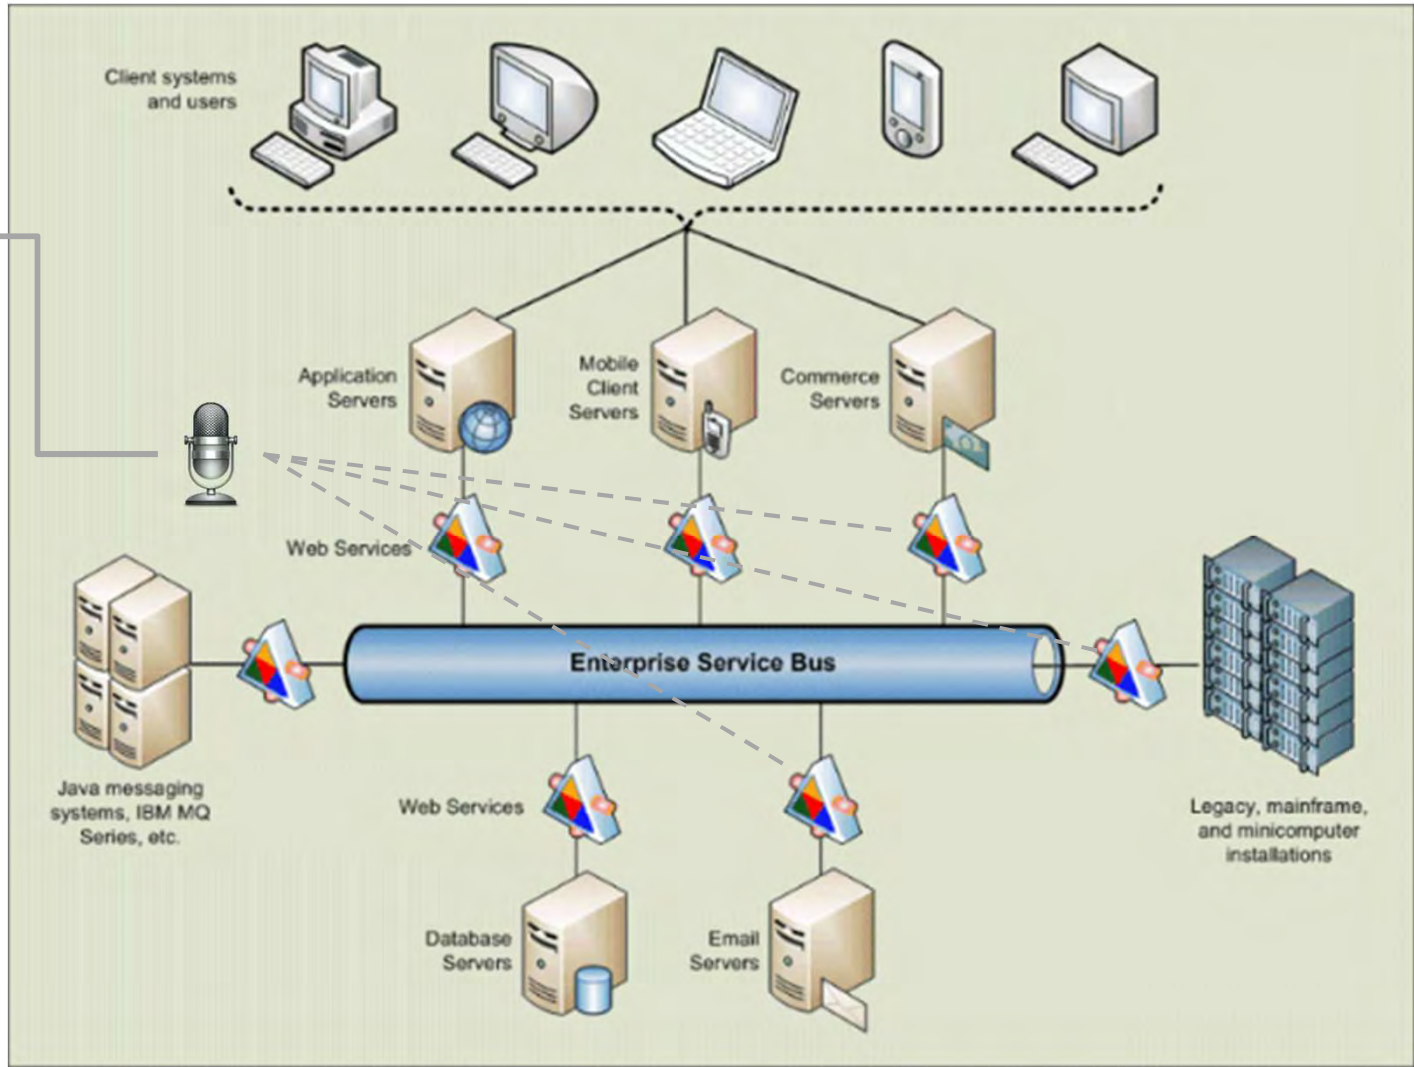 Client systems
and users
Application
Servers
Mobile
Client
Servers
Commerce
Servers
Web Services
Enterprise Service Bus
Java messaging
systems, IBM MQ
Series, etc.
Web Services
Legacy, mainframe,
and minicomputer
installations
Database
Servers
Email
Servers